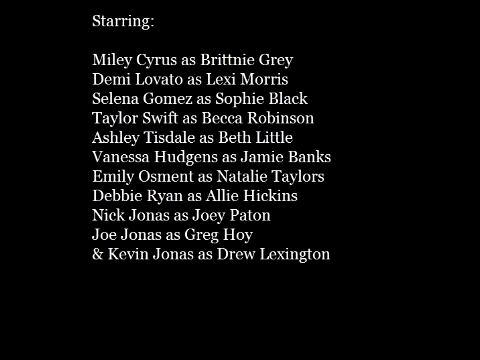 Starring:
Miley Cyrus as Brittnie Grey
Demi Lovato as Lexi Morris
Selena Gomez as Sophie Black
Taylor Swift as Becca Robinson
Ashley Tisdale as Beth Little
Vanessa Hudgens as Jamie Banks
Emily Osment as Natalie Taylors
Debbie Ryan as Allie Hickins
Nick Jonas as Joey Paton
Joe Jonas as Greg Hoy
& Kevin Jonas as Drew Lexington